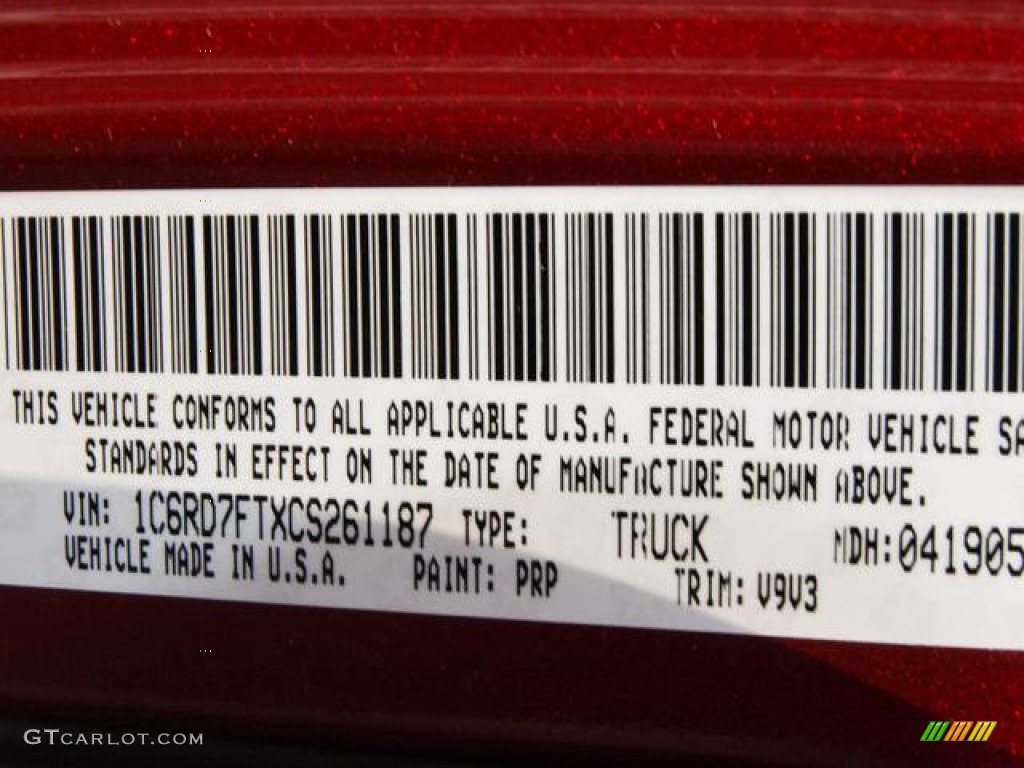 THIS VEHICLE CONFORMS TO ALL APPLICABLE U.S.A. FEDERAL MOTOR VEHICLE SA
STANDARDS IN EFFECT ON THE DATE OF MANUFACTURE SHOWN ABOVE.
VIN: 1C6RD7FTXCS261187 TYPE: TRUCK MDH:041905
VEHICLE MADE IN U.S.A. PAINT: PRP TRIM: V9V3
GTCARLOT.COM